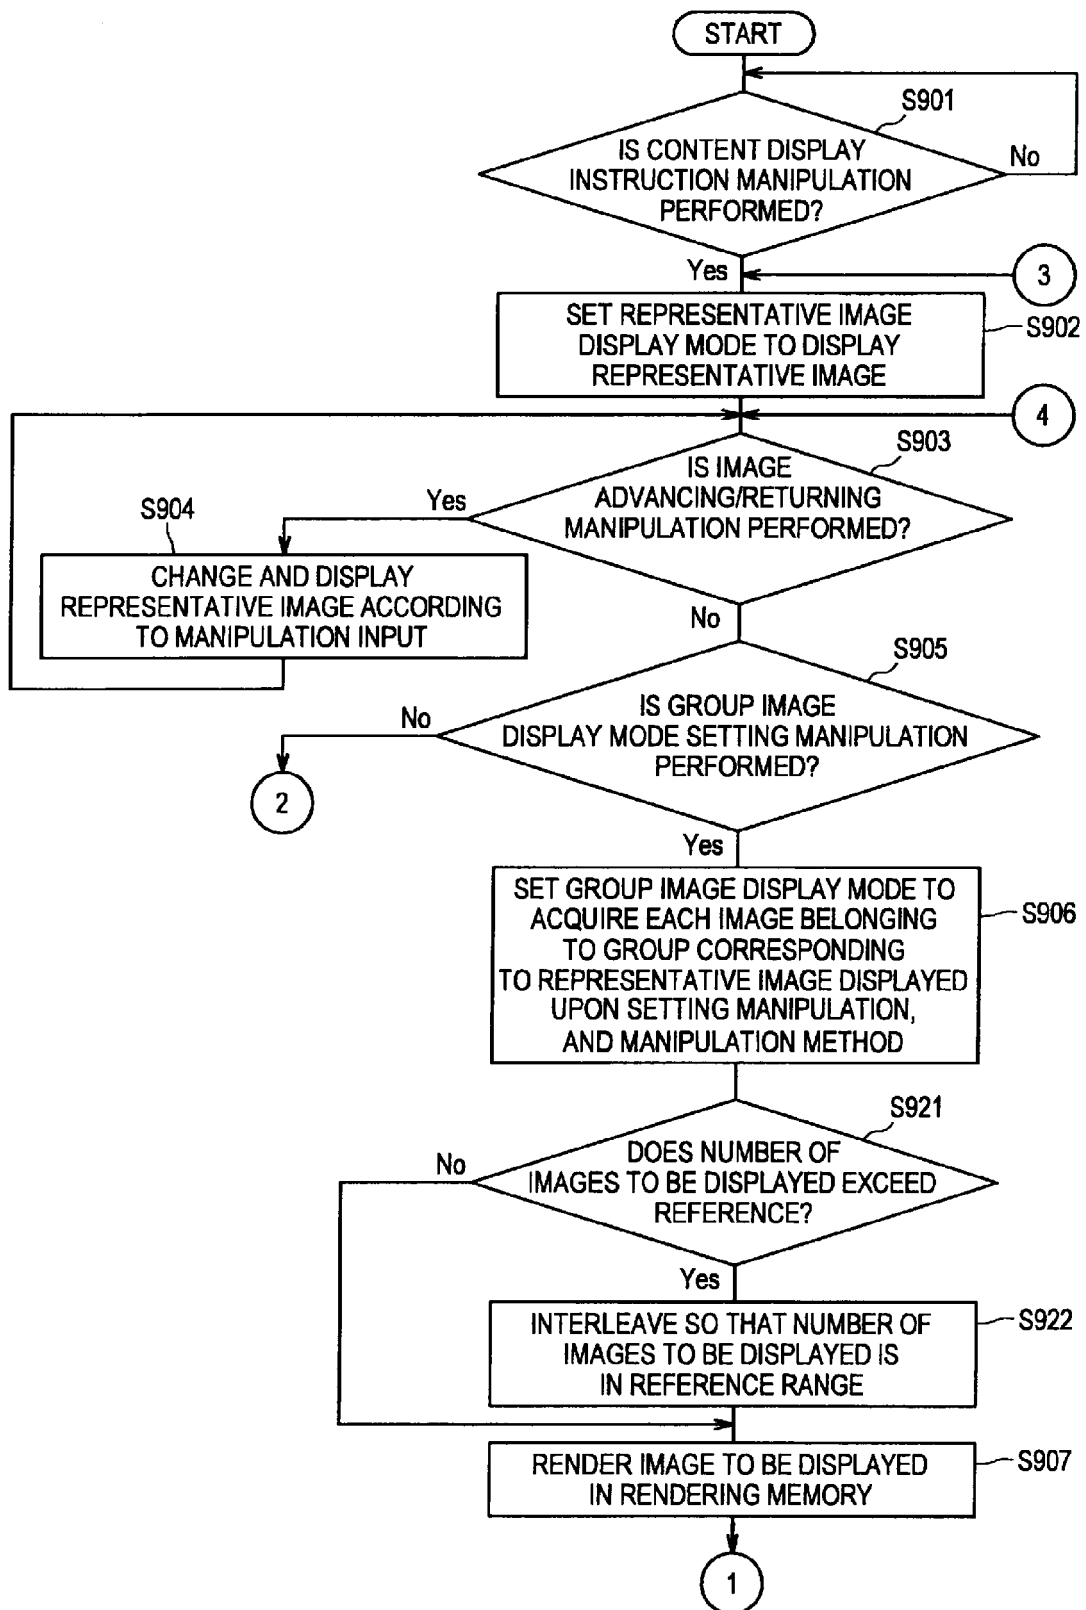 START
S901
IS CONTENT DISPLAY
INSTRUCTION MANIPULATION
PERFORMED?
No
Yes
3
SET REPRESENTATIVE IMAGE
DISPLAY MODE TO DISPLAY
REPRESENTATIVE IMAGE
S902
4
S903
IS IMAGE
ADVANCING/RETURNING
MANIPULATION PERFORMED?
Yes
S904
CHANGE AND DISPLAY
REPRESENTATIVE IMAGE ACCORDING
TO MANIPULATION INPUT
No
S905
IS GROUP IMAGE
DISPLAY MODE SETTING MANIPULATION
PERFORMED?
No
2
Yes
SET GROUP IMAGE DISPLAY MODE TO
ACQUIRE EACH IMAGE BELONGING
TO GROUP CORRESPONDING
TO REPRESENTATIVE IMAGE DISPLAYED
UPON SETTING MANIPULATION,
AND MANIPULATION METHOD
S906
S921
DOES NUMBER OF
IMAGES TO BE DISPLAYED EXCEED
REFERENCE?
No
Yes
INTERLEAVE SO THAT NUMBER OF
IMAGES TO BE DISPLAYED IS
IN REFERENCE RANGE
S922
RENDER IMAGE TO BE DISPLAYED
IN RENDERING MEMORY
S907
1